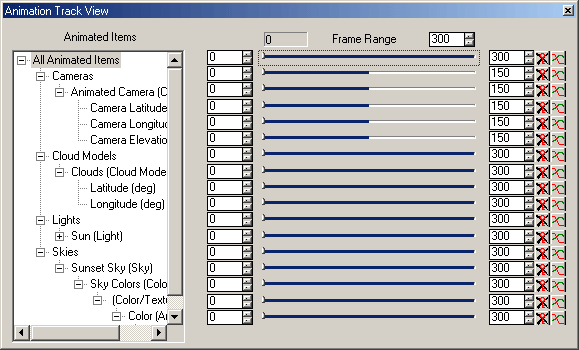 Animation Track View
Animated Items 0 Frame Range 300
All Animated Items 0 300
Cameras 0 150
Animated Camera (C 0 150
Camera Latitude 0 150
Camera Longitud 0 150
Camera Elevatio 0 150
Cloud Models 0 300
Clouds (Cloud Mode 0 300
Latitude (deg) 0 300
Longitude (deg) 0 300
Lights 0 300
Sun (Light) 0 300
Skies 0 300
Sunset Sky (Sky) 0 300
Sky Colors (Colo 0 300
(Color/Textu 0 300
Color (Ar 0 300